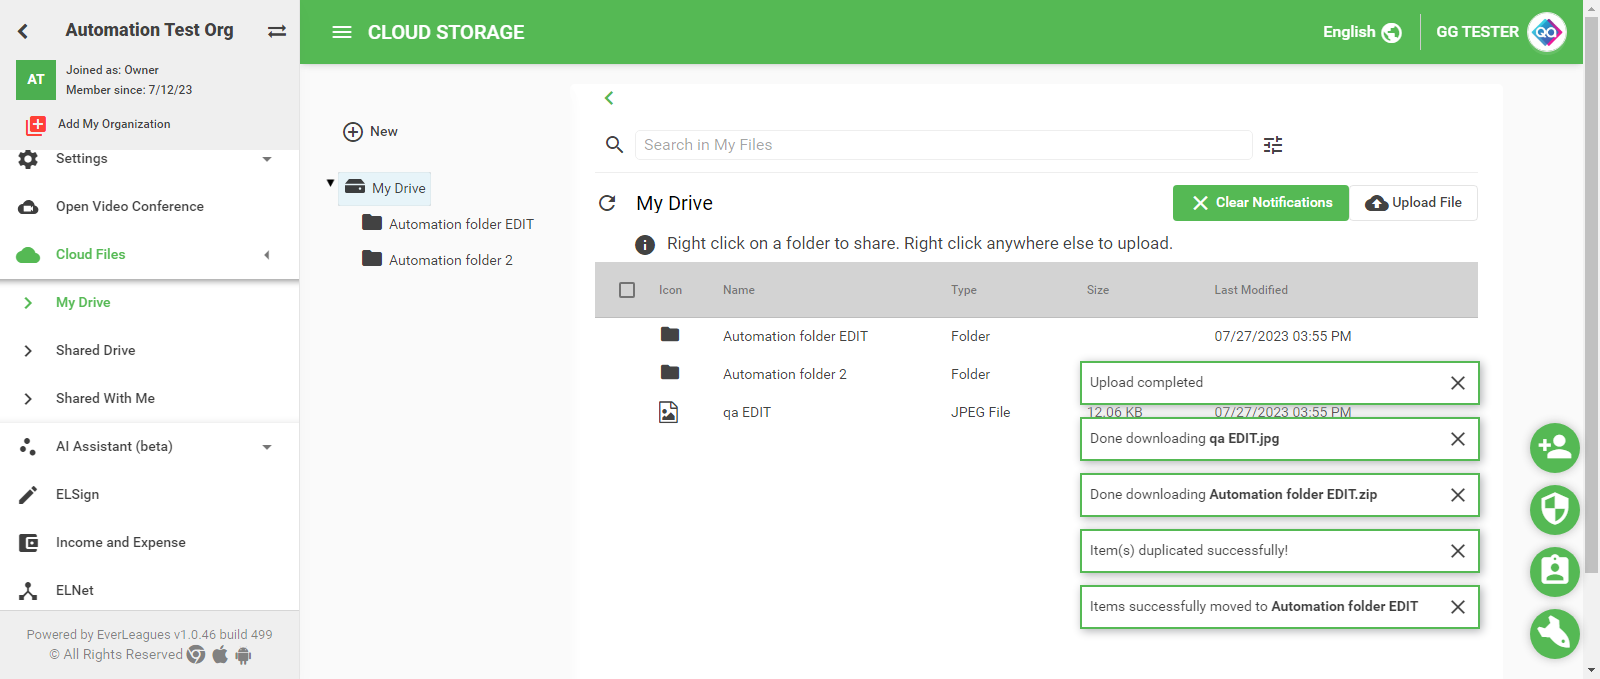 Automation Test Org
AT
Joined as: Owner
Member since: 7/12/23
Add My Organization
Settings
Open Video Conference
Cloud Files
My Drive
Shared Drive
Shared With Me
AI Assistant (beta)
ELSign
Income and Expense
ELNet
Powered by EverLeagues v1.0.46 build 499
© All Rights Reserved
CLOUD STORAGE
English
GG TESTER
QA
New
My Drive
Automation folder EDIT
Automation folder 2
Search in My Files
My Drive
Clear Notifications
Upload File
Right click on a folder to share. Right click anywhere else to upload.
Icon Name Type Size Last Modified
Automation folder EDIT Folder 07/27/2023 03:55 PM
Automation folder 2 Folder
qa EDIT JPEG File 12.06 KB 07/27/2023 03:55 PM
Upload completed
Done downloading qa EDIT.jpg
Done downloading Automation folder EDIT.zip
Item(s) duplicated successfully!
Items successfully moved to Automation folder EDIT